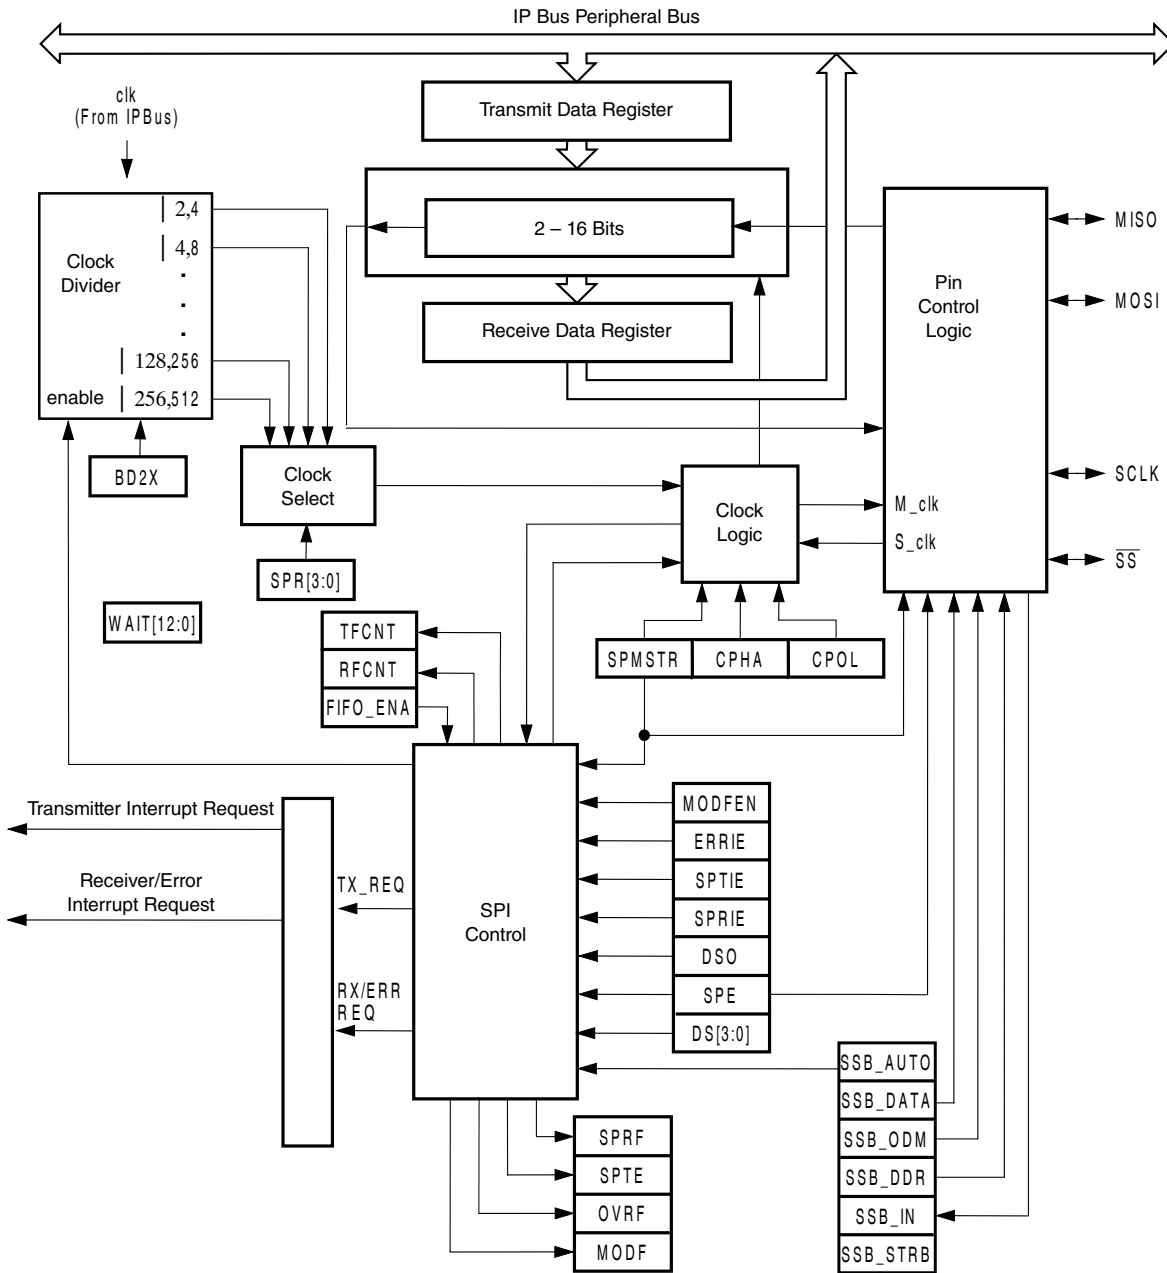 IP Bus Peripheral Bus
clk
(From IPBus)
Transmit Data Register
2 – 16 Bits
Receive Data Register
Clock
Divider
| 2,4
| 4,8
.
.
.
| 128,256
enable | 256,512
BD2X
Clock
Select
SPR[3:0]
WAIT[12:0]
Pin
Control
Logic
MISO
MOSI
SCLK
SS
M_clk
S_clk
Clock
Logic
SPMSTR
CPHA
CPOL
TFCNT
RFCNT
FIFO_ENA
Transmitter Interrupt Request
Receiver/Error
Interrupt Request
TX_REQ
RX/ERR
REQ
SPI
Control
MODFEN
ERRIE
SPTIE
SPRIE
DSO
SPE
DS[3:0]
SSB_AUTO
SSB_DATA
SSB_ODM
SSB_DDR
SSB_IN
SSB_STRB
SPRF
SPTE
OVRF
MODF